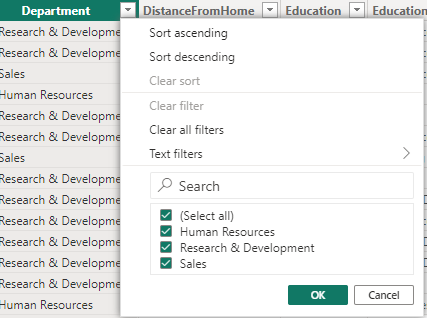 Department DistanceFromHome Education Education
Research & Developme
Research & Developme
Sales
Human Resources
Research & Developme
Research & Developme
Sales
Research & Developme
Research & Developme
Research & Developme
Research & Developme
Research & Developme
Research & Developme
Human Resources
Sort ascending
Sort descending
Clear sort
Clear filter
Clear all filters
Text filters
Search
(Select all)
Human Resources
Research & Development
Sales
OK Cancel